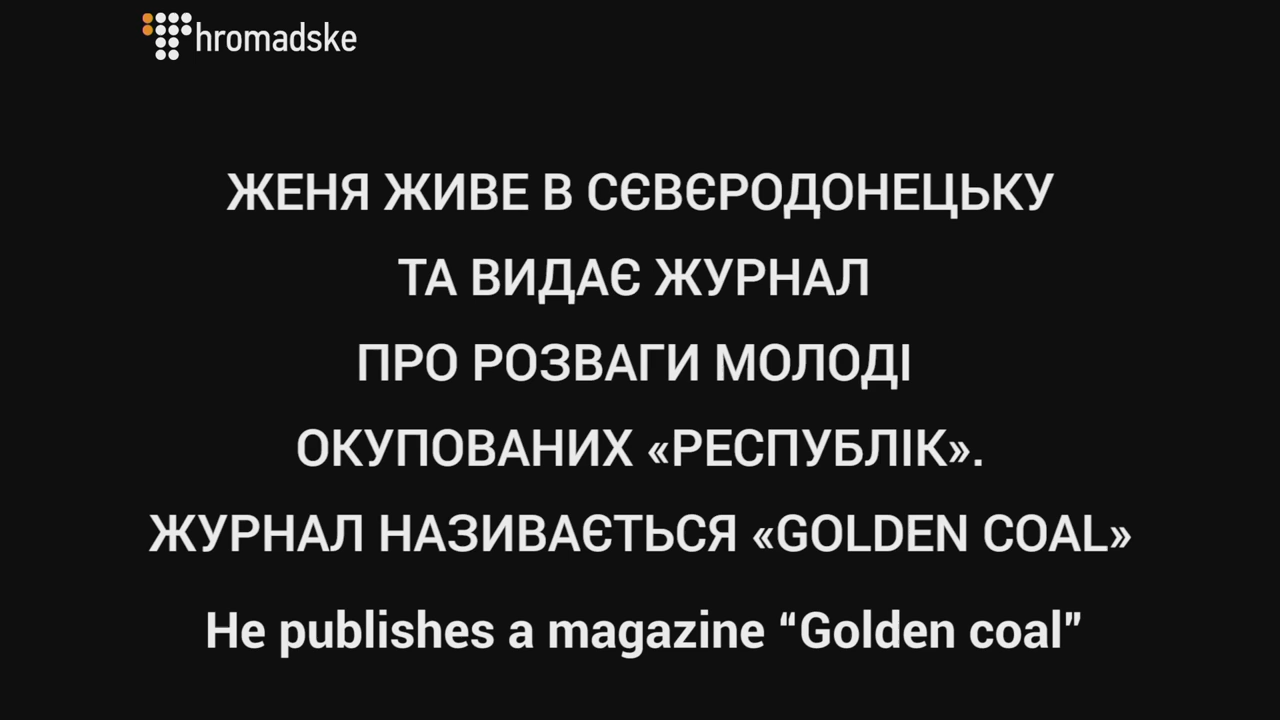 hromadske
ЖЕНЯ ЖИВЕ В СЄВЄРОДОНЕЦЬКУ
ТА ВИДАЄ ЖУРНАЛ
ПРО РОЗВАГИ МОЛОДІ
ОКУПОВАНИХ «РЕСПУБЛІК».
ЖУРНАЛ НАЗИВАЄТЬСЯ «GOLDEN COAL»
He publishes a magazine “Golden coal”